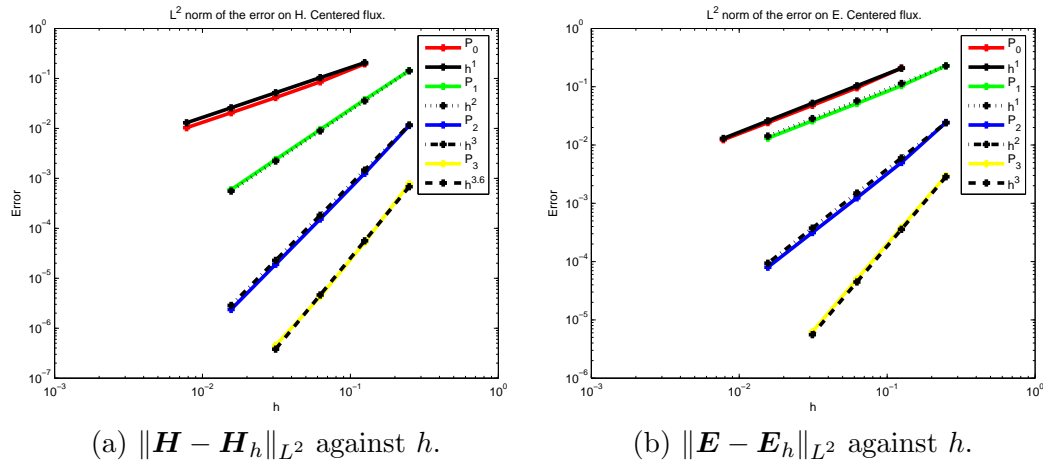 L² norm of the error on H. Centered flux.
10⁰
10⁻¹
10⁻²
10⁻³
10⁻⁴
10⁻⁵
10⁻⁶
10⁻⁷
Error
10⁻³
10⁻²
10⁻¹
10⁰
h
P₀
h¹
P₁
h²
P₂
h³
P₃
h³·⁶
(a) ‖H − Hₕ‖L² against h.
L² norm of the error on E. Centered flux.
10⁰
10⁻¹
10⁻²
10⁻³
10⁻⁴
10⁻⁵
10⁻⁶
Error
10⁻³
10⁻²
10⁻¹
10⁰
h
P₀
h¹
P₁
h¹
P₂
h²
P₃
h³
(b) ‖E − Eₕ‖L² against h.